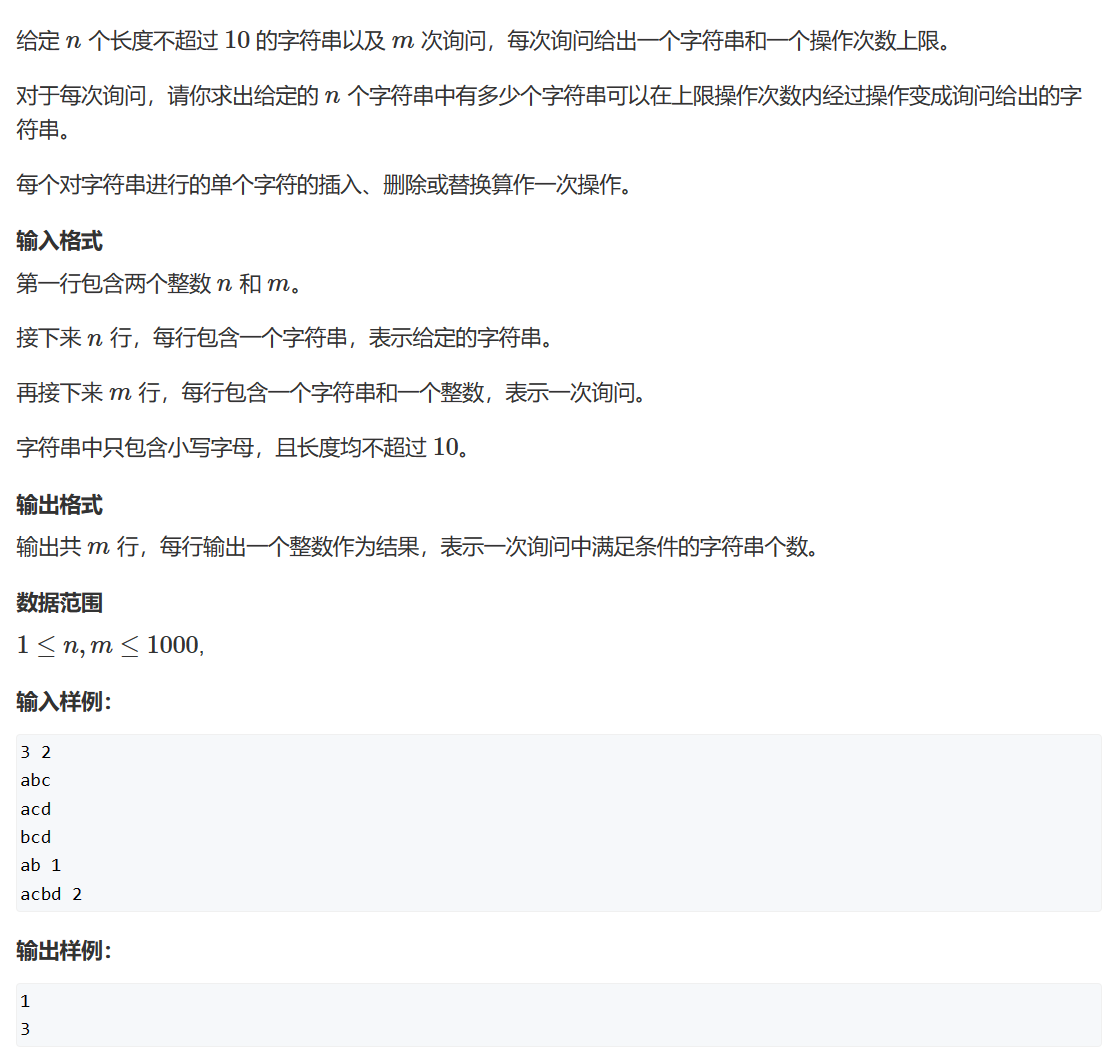 给定 n 个长度不超过 10 的字符串以及 m 次询问，每次询问给出一个字符串和一个操作次数上限。
对于每次询问，请你求出给定的 n 个字符串中有多少个字符串可以在上限操作次数内经过操作变成询问给出的字
符串。
每个对字符串进行的单个字符的插入、删除或替换算作一次操作。
输入格式
第一行包含两个整数 n 和 m。
接下来 n 行，每行包含一个字符串，表示给定的字符串。
再接下来 m 行，每行包含一个字符串和一个整数，表示一次询问。
字符串中只包含小写字母，且长度均不超过 10。
输出格式
输出共 m 行，每行输出一个整数作为结果，表示一次询问中满足条件的字符串个数。
数据范围
1 ≤ n, m ≤ 1000,
输入样例：
3 2
abc
acd
bcd
ab 1
acbd 2
输出样例：
1
3